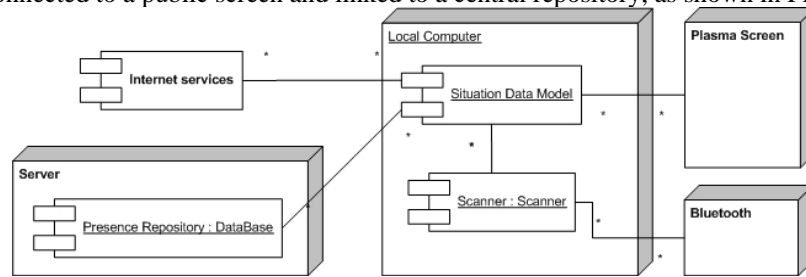 connected to a public screen and linked to a central repository, as shown in
Local Computer
Plasma Screen
Internet services
*
*
Situation Data Model
*
*
*
*
Server
*
Presence Repository : DataBase
Scanner : Scanner
*
Bluetooth
*